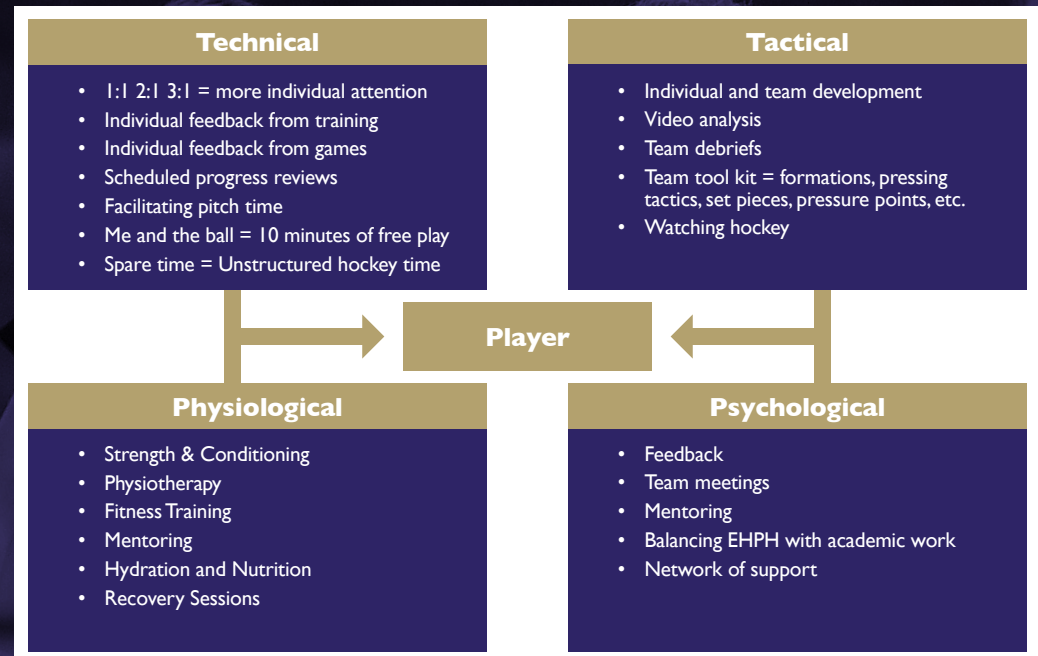 Technical
• 1:1 2:1 3:1 = more individual attention
• Individual feedback from training
• Individual feedback from games
• Scheduled progress reviews
• Facilitating pitch time
• Me and the ball = 10 minutes of free play
• Spare time = Unstructured hockey time
Tactical
• Individual and team development
• Video analysis
• Team debriefs
• Team tool kit = formations, pressing
tactics, set pieces, pressure points, etc.
• Watching hockey
Player
Physiological
• Strength & Conditioning
• Physiotherapy
• Fitness Training
• Mentoring
• Hydration and Nutrition
• Recovery Sessions
Psychological
• Feedback
• Team meetings
• Mentoring
• Balancing EHPH with academic work
• Network of support